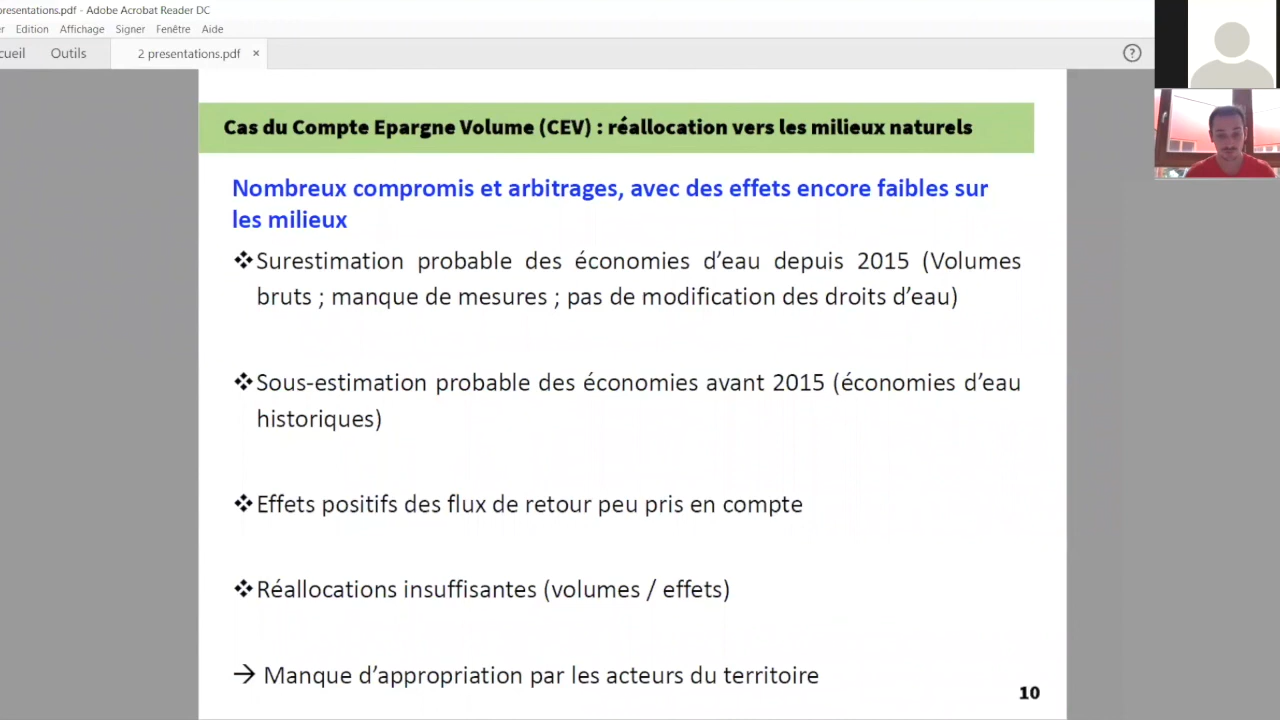 presentations.pdf - Adobe Acrobat Reader DC
Edition Affichage Signer Fenêtre Aide
cueil Outils 2 presentations.pdf ×
?
Cas du Compte Epargne Volume (CEV) : réallocation vers les milieux naturels
Nombreux compromis et arbitrages, avec des effets encore faibles sur
les milieux
❖Surestimation probable des économies d’eau depuis 2015 (Volumes
bruts ; manque de mesures ; pas de modification des droits d’eau)
❖Sous-estimation probable des économies avant 2015 (économies d’eau
historiques)
❖Effets positifs des flux de retour peu pris en compte
❖Réallocations insuffisantes (volumes / effets)
→ Manque d’appropriation par les acteurs du territoire
10